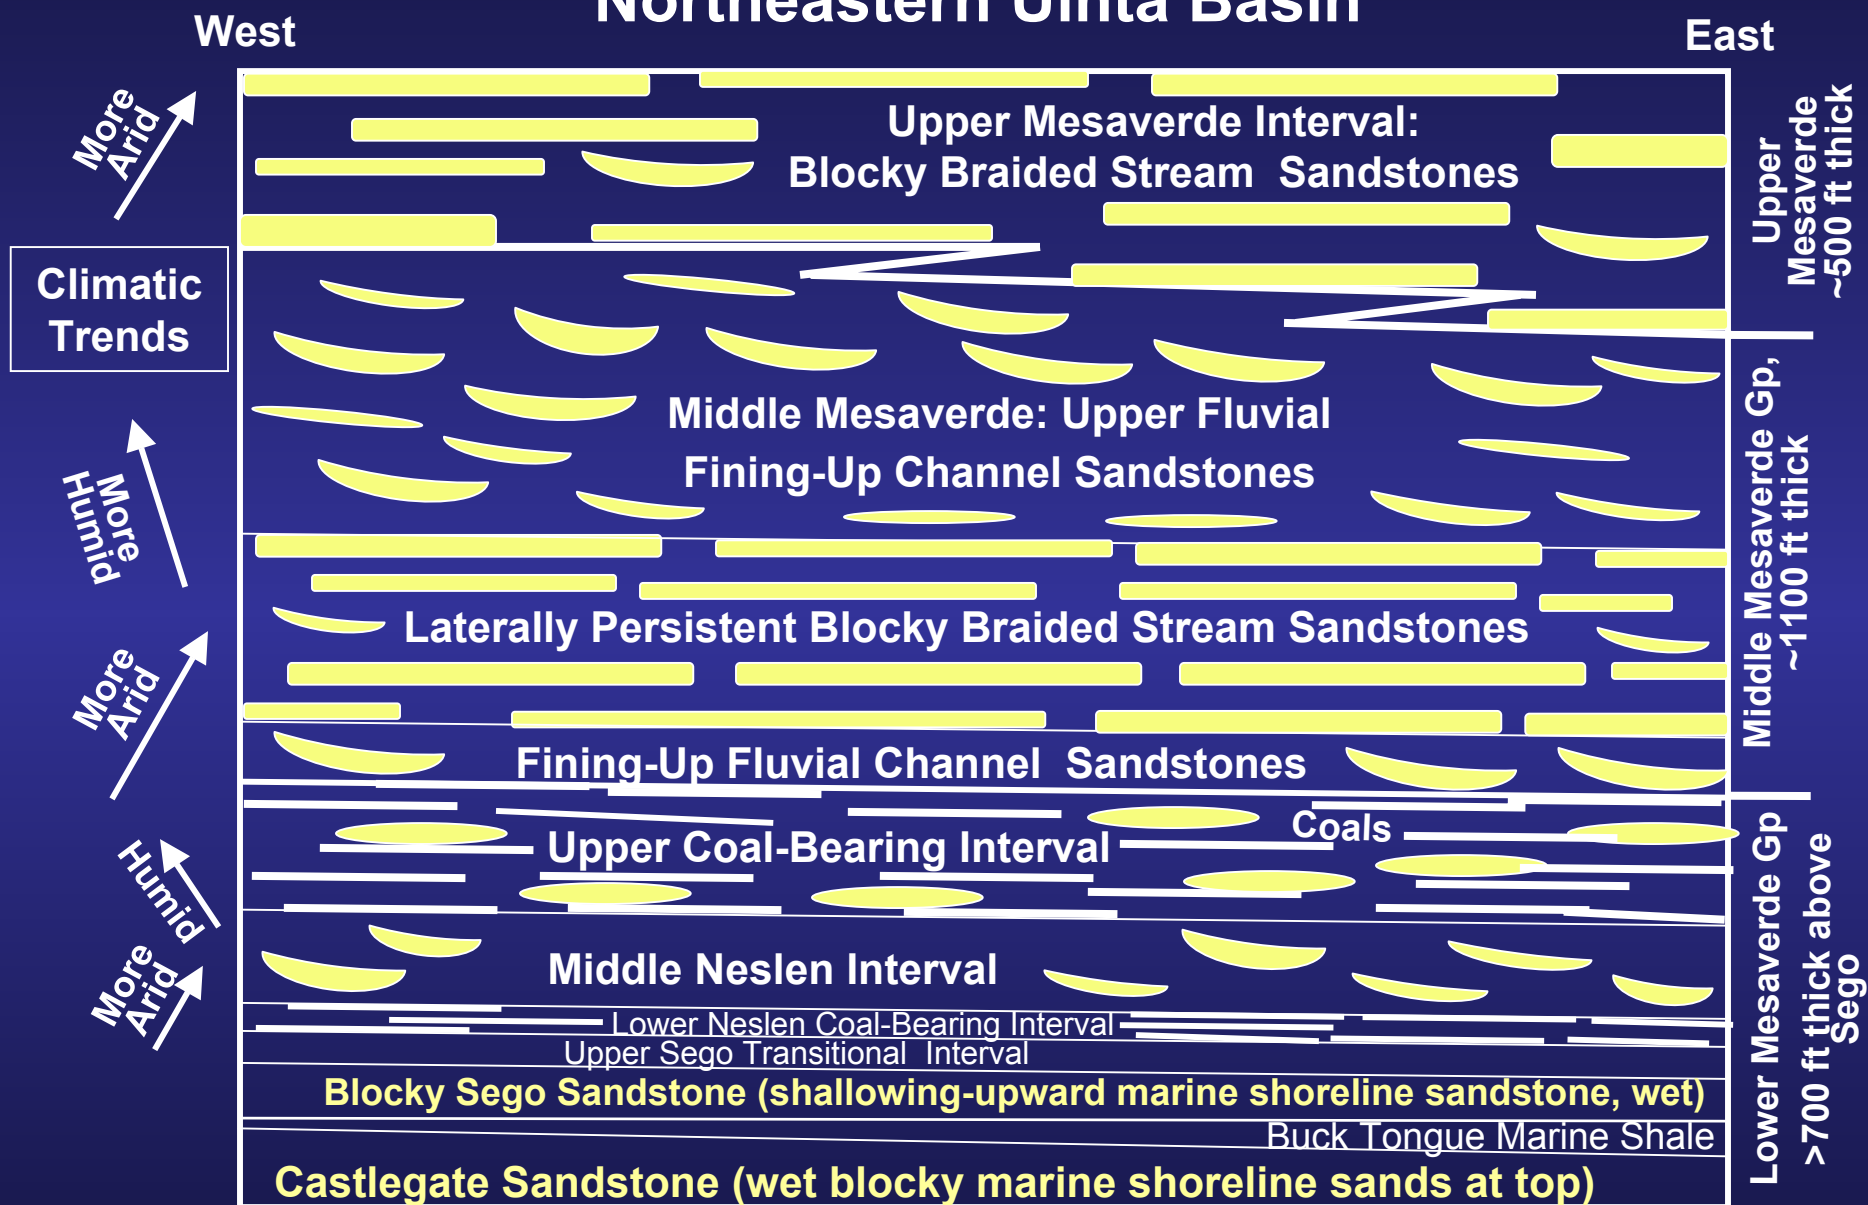 Northeastern Uinta Basin
West
East
More
Arid
Upper Mesaverde Interval:
Blocky Braided Stream  Sandstones
Upper
Mesaverde
~500 ft thick
Climatic
Trends
Middle Mesaverde: Upper Fluvial
Fining-Up Channel Sandstones
More
Humid
Middle Mesaverde Gp,
~1100 ft thick
Laterally Persistent Blocky Braided Stream Sandstones
More
Arid
Fining-Up Fluvial Channel  Sandstones
Coals
Upper Coal-Bearing Interval
Humid
Middle Neslen Interval
More
Arid
Lower Mesaverde Gp
>700 ft thick above
Sego
Lower Neslen Coal-Bearing Interval
Upper Sego Transitional  Interval
Blocky Sego Sandstone (shallowing-upward marine shoreline sandstone, wet)
Buck Tongue Marine Shale
Castlegate Sandstone (wet blocky marine shoreline sands at top)